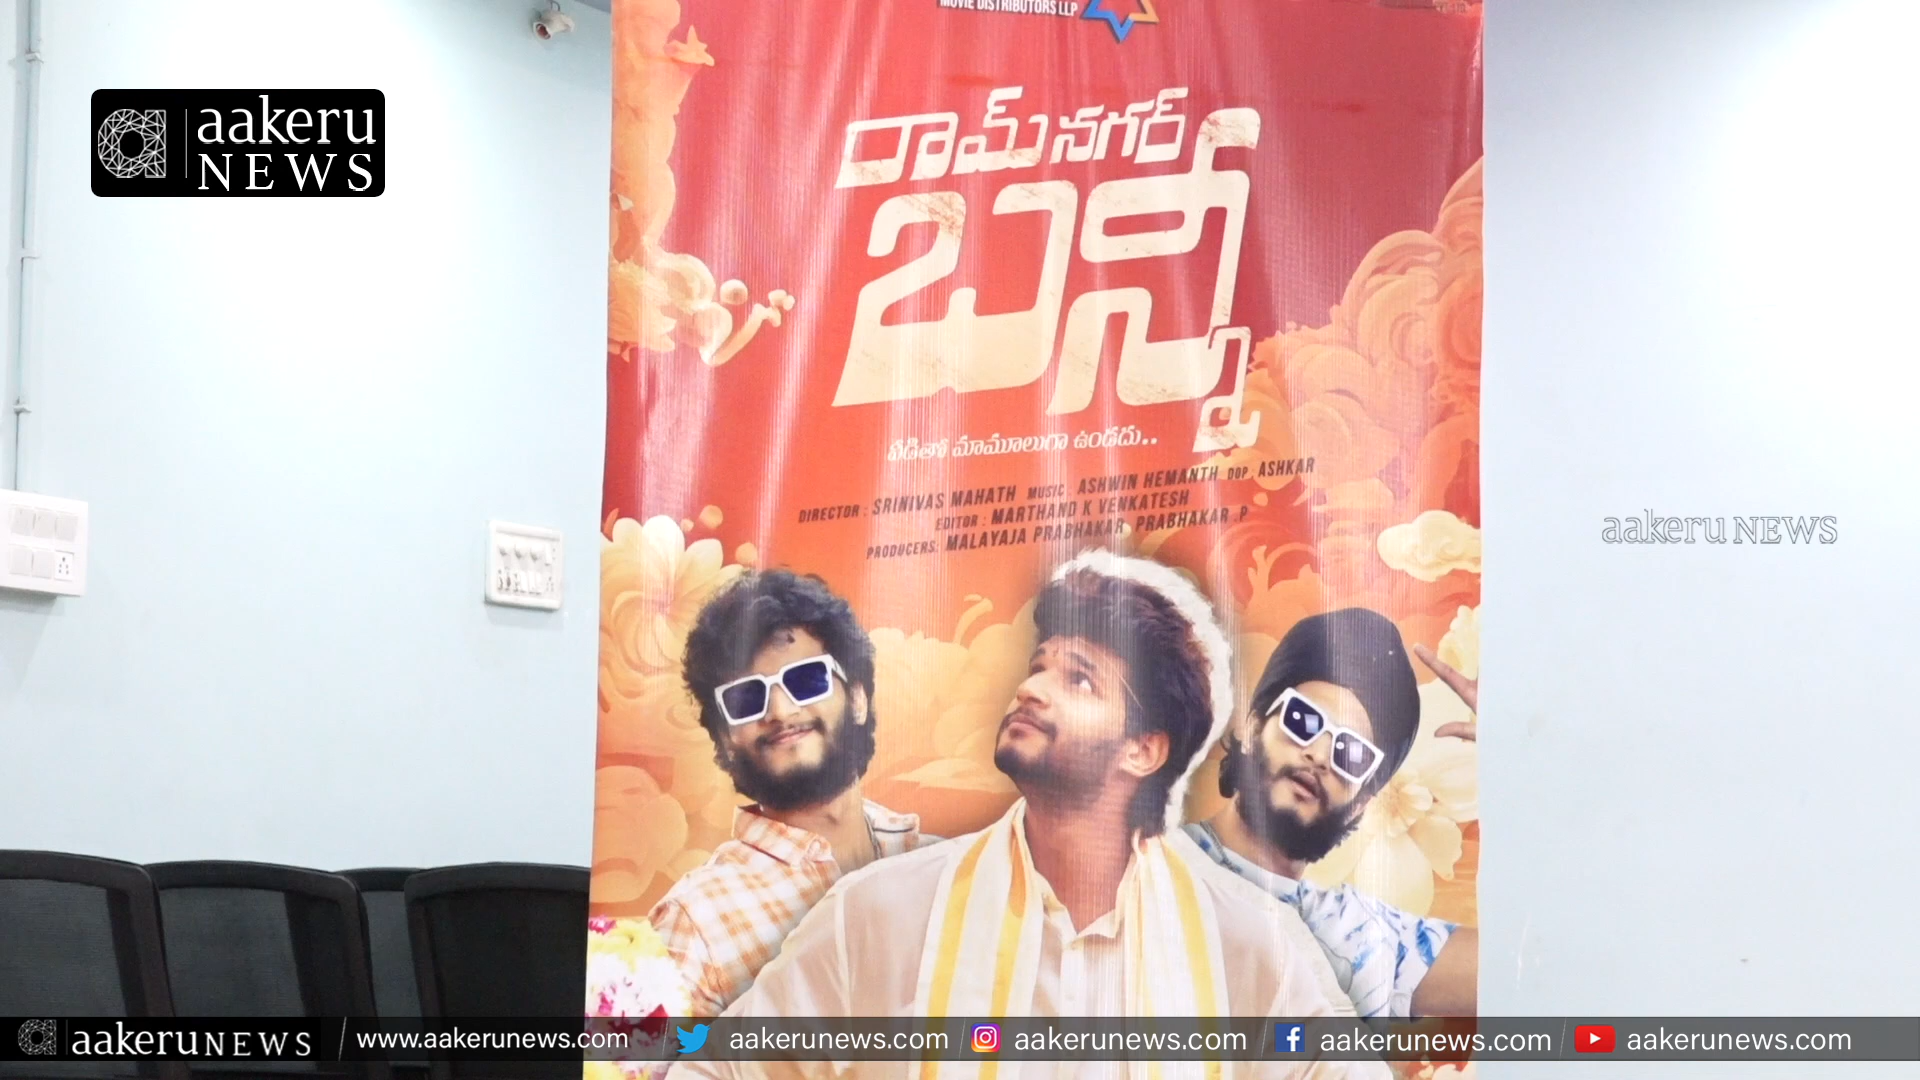 MOVIE DISTRIBUTORS LLP
aakeru
NEWS
రామ్ నగర్
బన్నీ
వీడితో మామూలుగా ఉండదు..
DIRECTOR : SRINIVAS MAHATH MUSIC : ASHWIN HEMANTH DOP : ASHKAR
EDITOR : MARTHAND K VENKATESH
PRODUCERS: MALAYAJA PRABHAKAR, PRABHAKAR .P
aakeru NEWS
aakeru NEWS www.aakerunews.com aakerunews.com aakerunews.com aakerunews.com aakerunews.com